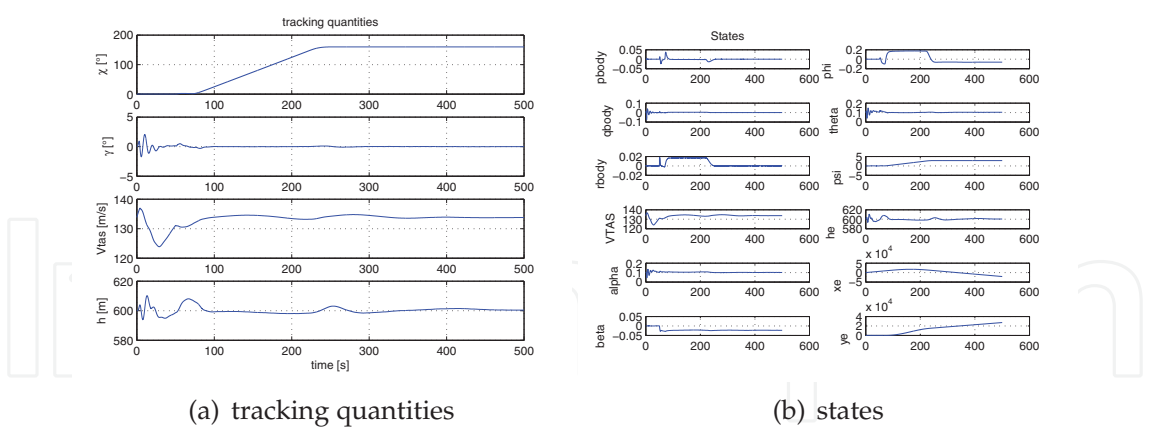 tracking quantities
200
100
0
χ [°]
0 100 200 300 400 500
5
0
−5
γ [°]
0 100 200 300 400 500
140
130
120
Vtas [m/s]
0 100 200 300 400 500
620
600
580
h [m]
0 100 200 300 400 500
time [s]
(a) tracking quantities
States
0.05
0
−0.05
pbody
0 200 400 600
0.2
0
−0.2
phi
0 200 400 600
0.1
0
−0.1
qbody
0 200 400 600
0.2
0.1
0
theta
0 200 400 600
0.02
0
−0.02
rbody
0 200 400 600
5
0
−5
psi
0 200 400 600
140
130
120
VTAS
0 200 400 600
620
600
580
he
0 200 400 600
0.2
0.1
0
alpha
0 200 400 600
x 10^4
5
0
−5
xe
0 200 400 600
0.05
0
−0.05
beta
0 200 400 600
x 10^4
4
2
0
ye
0 200 400 600
(b) states